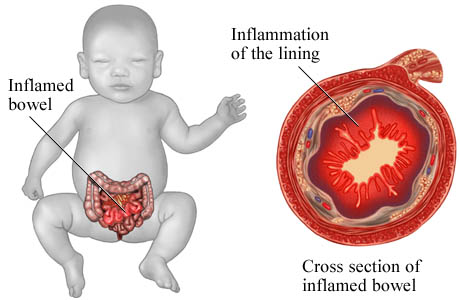 Inflamed
bowel
Inflammation
of the lining
Cross section of
inflamed bowel